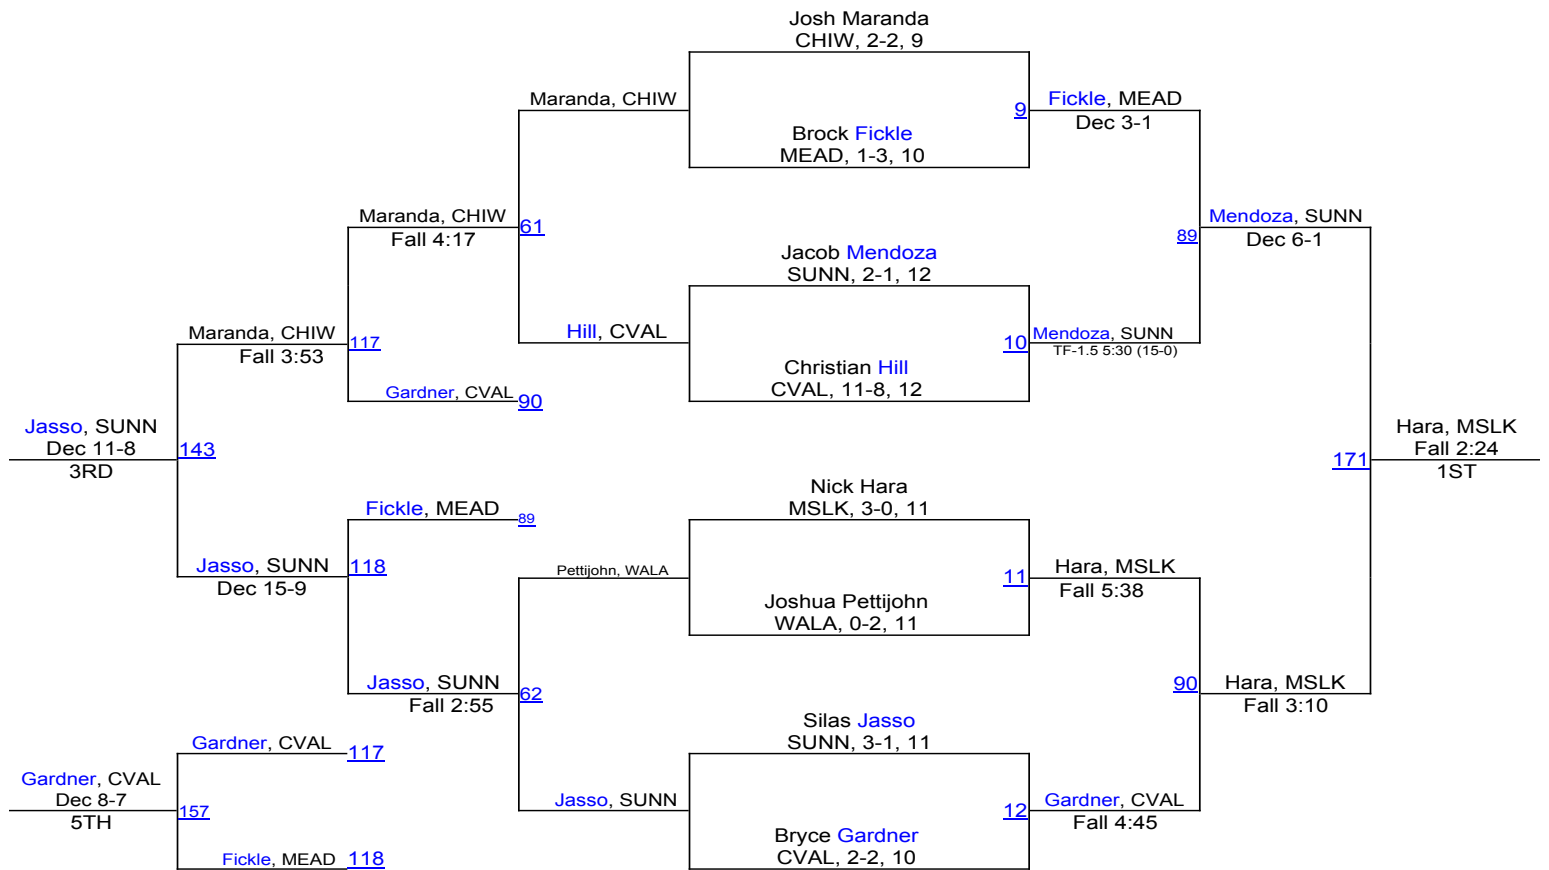 Josh Maranda
CHIW, 2-2, 9
Maranda, CHIW
9
Fickle, MEAD
Dec 3-1
Brock Fickle
MEAD, 1-3, 10
Maranda, CHIW
Fall 4:17
61
89
Mendoza, SUNN
Dec 6-1
Jacob Mendoza
SUNN, 2-1, 12
Maranda, CHIW
Fall 3:53
117
Hill, CVAL
10
Mendoza, SUNN
TF-1.5 5:30 (15-0)
Christian Hill
CVAL, 11-8, 12
Gardner, CVAL
90
Jasso, SUNN
Dec 11-8
3RD
143
171
Hara, MSLK
Fall 2:24
1ST
Nick Hara
MSLK, 3-0, 11
Fickle, MEAD
89
Jasso, SUNN
Dec 15-9
118
Pettijohn, WALA
11
Hara, MSLK
Fall 5:38
Joshua Pettijohn
WALA, 0-2, 11
Jasso, SUNN
Fall 2:55
62
90
Hara, MSLK
Fall 3:10
Silas Jasso
SUNN, 3-1, 11
Gardner, CVAL
117
Gardner, CVAL
Dec 8-7
5TH
157
Jasso, SUNN
12
Gardner, CVAL
Fall 4:45
Bryce Gardner
CVAL, 2-2, 10
Fickle, MEAD
118